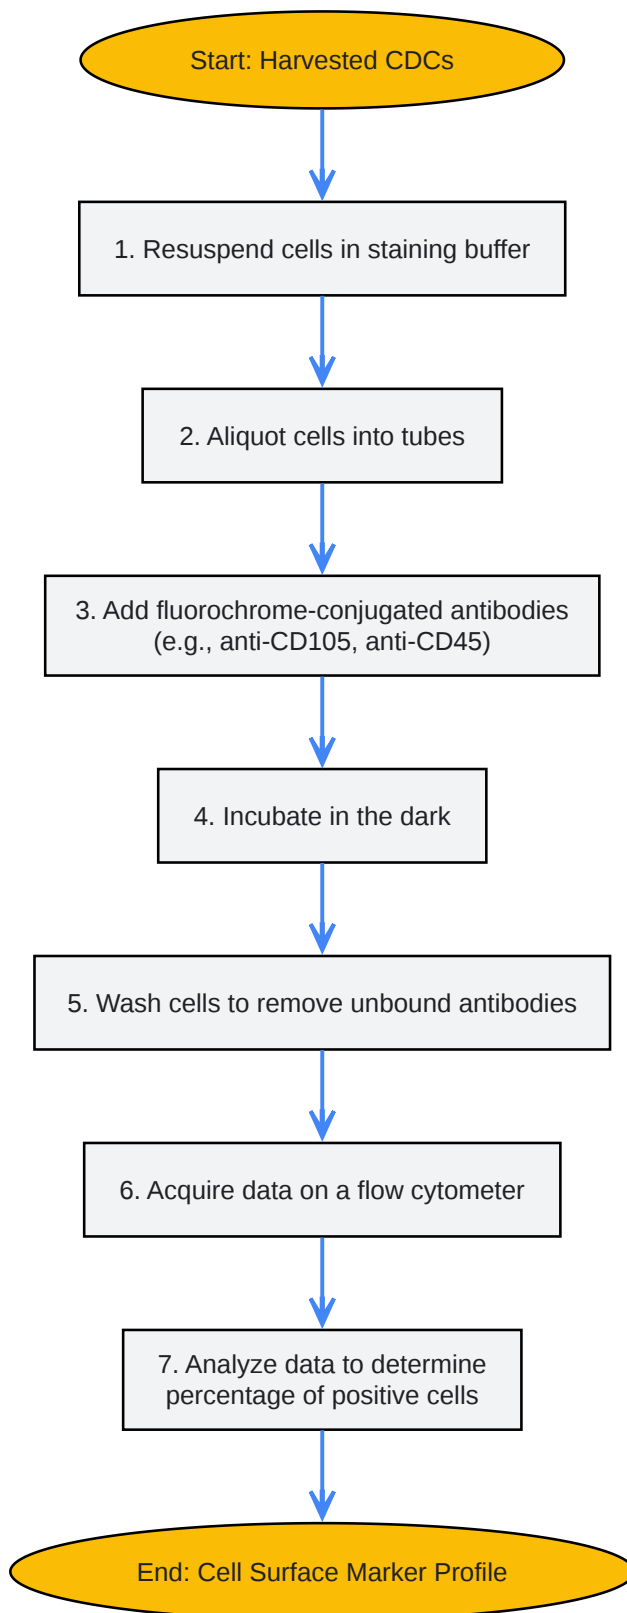 Start: Harvested CDCs
1. Resuspend cells in staining buffer
2. Aliquot cells into tubes
3. Add fluorochrome-conjugated antibodies
(e.g., anti-CD105, anti-CD45)
4. Incubate in the dark
5. Wash cells to remove unbound antibodies
6. Acquire data on a flow cytometer
7. Analyze data to determine
percentage of positive cells
End: Cell Surface Marker Profile